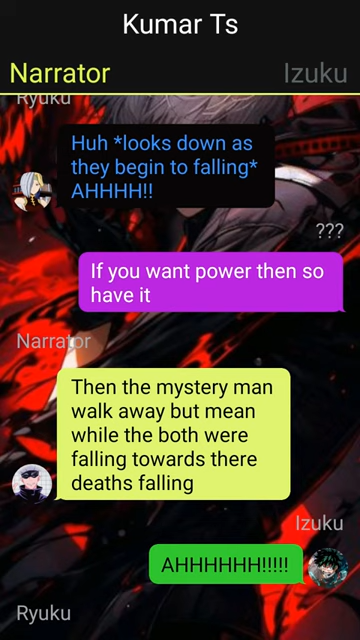 Kumar Ts
Narrator
Izuku
Ryuku
Huh *looks down as
they begin to falling*
AHHHH!!
???
If you want power then so
have it
Narrator
Then the mystery man
walk away but mean
while the both were
falling towards there
deaths falling
Izuku
AHHHHHH!!!!!
Ryuku